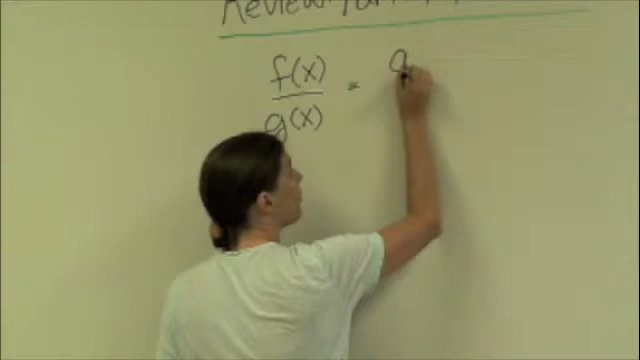 Review:
f(x)
g(x)
=
a